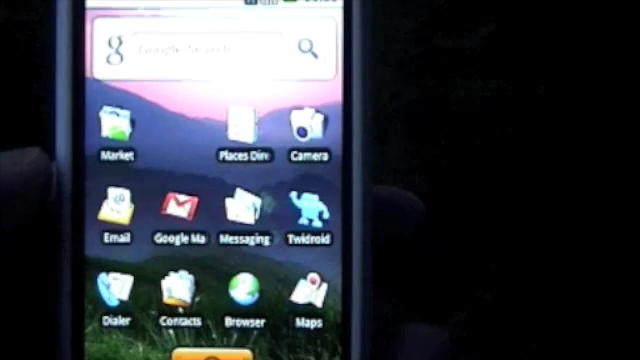 g Google Search
Market Places Dire Camera
Email Google Ma Messaging Twidroid
Dialer Contacts Browser Maps